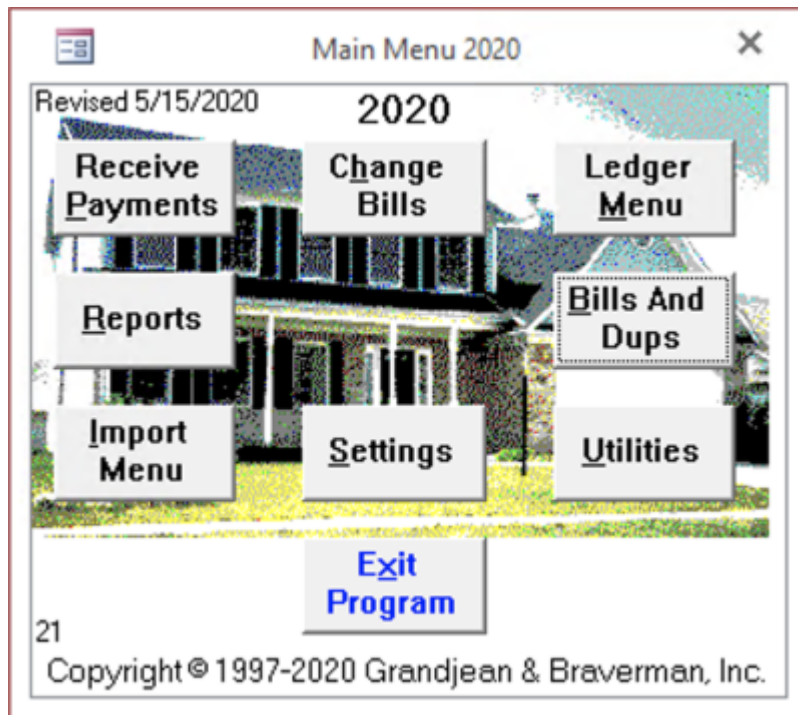 Main Menu 2020
Revised 5/15/2020
2020
Receive
Payments
Change
Bills
Ledger
Menu
Reports
Bills And
Dups
Import
Menu
Settings
Utilities
Exit
Program
21
Copyright © 1997-2020 Grandjean & Braverman, Inc.